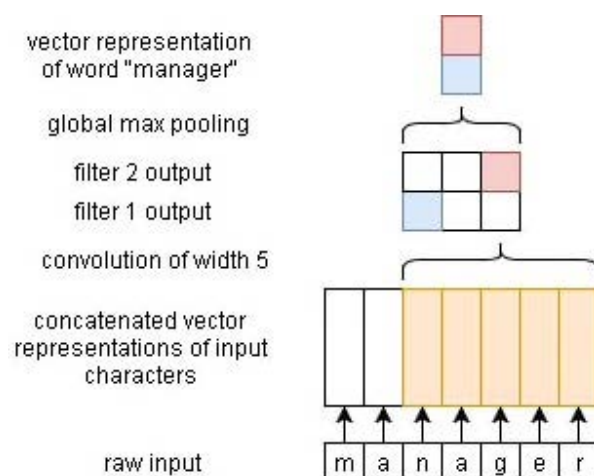 vector representation
of word "manager"
global max pooling
filter 2 output
filter 1 output
convolution of width 5
concatenated vector
representations of input
characters
raw input
m a n a g e r